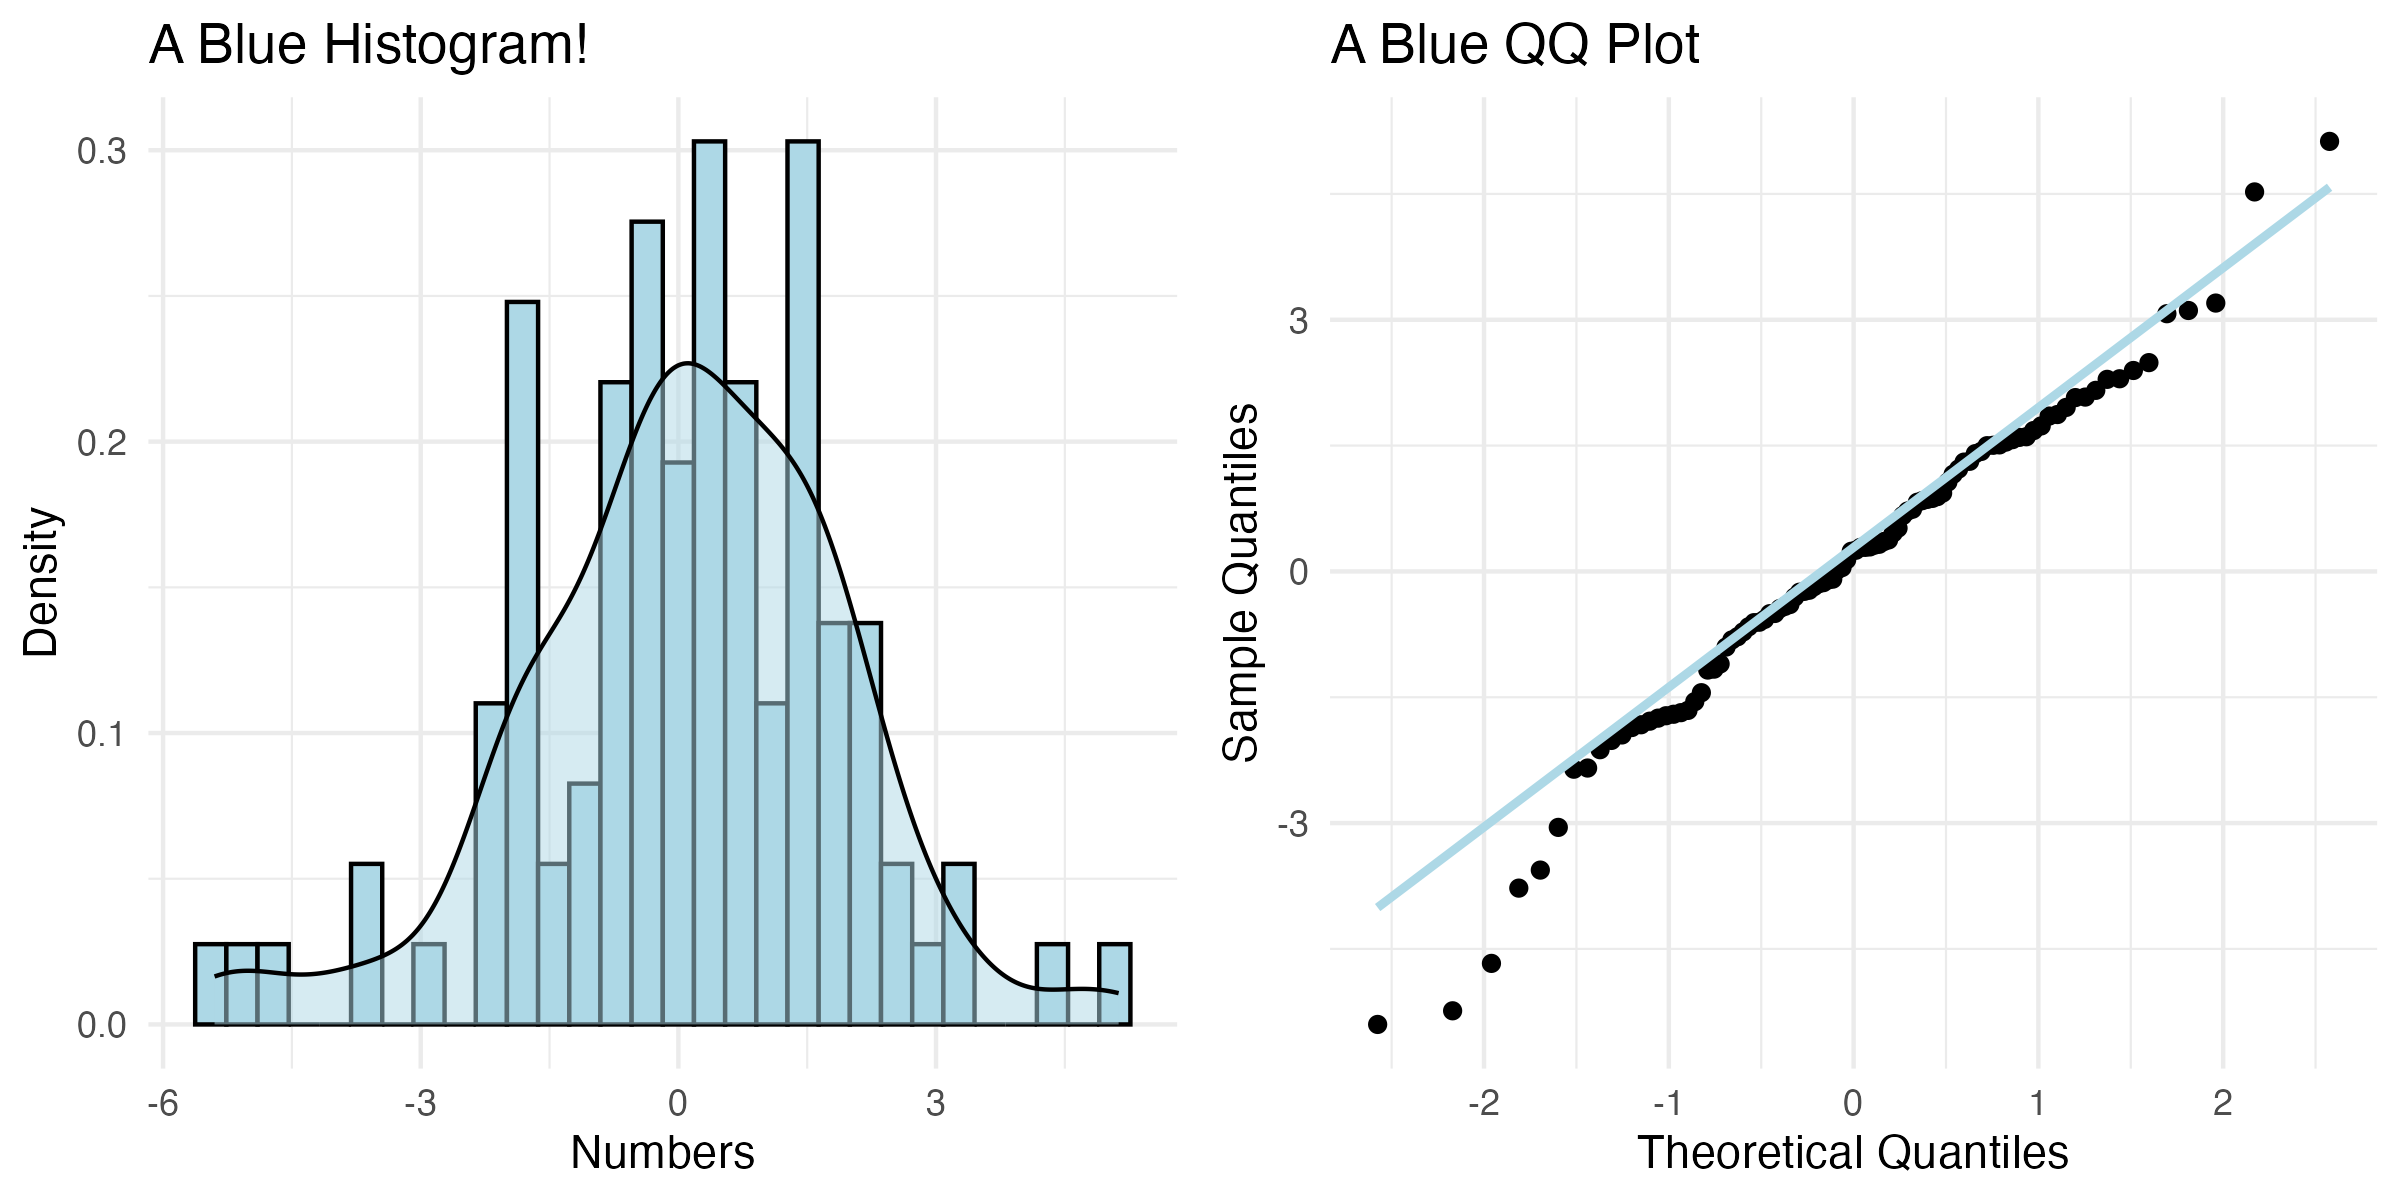 A Blue Histogram!
0.3
0.2
0.1
0.0
Density
-6 -3 0 3
Numbers
A Blue QQ Plot
3
0
-3
Sample Quantiles
-2 -1 0 1 2
Theoretical Quantiles